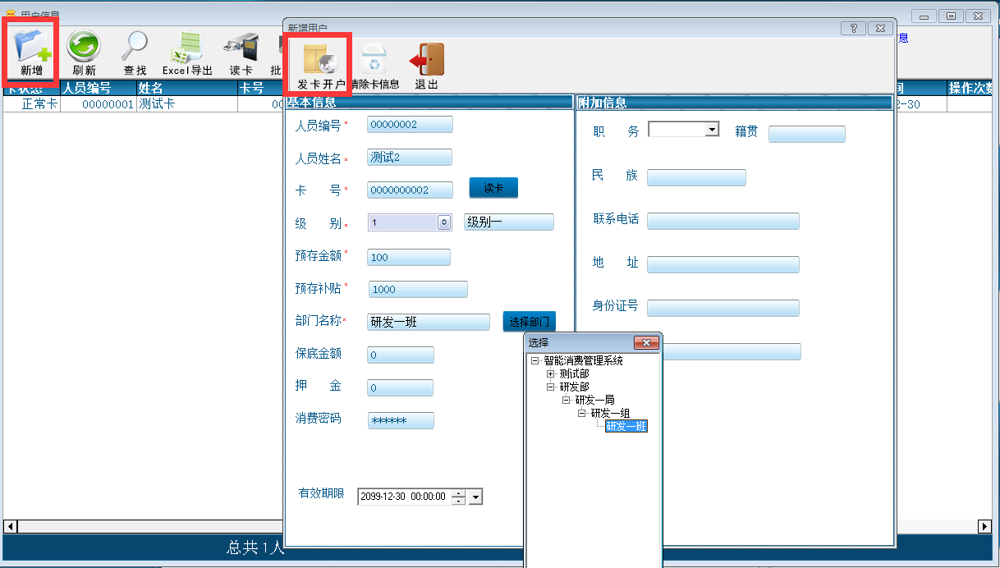 用户信息
新增 刷新 查找 Excel导出 读卡 批
息
卡状态 人员编号 姓名 卡号 间 操作次数
正常卡 00000001 测试卡 00 2-30
总共1人
新增用户
发卡开户 清除卡信息 退出
基本信息
人员编号* 00000002
人员姓名* 测试2
卡 号* 0000000002 读卡
级 别* 1 级别一
预存金额* 100
预存补贴* 1000
部门名称* 研发一班 选择部门
保底金额 0
押 金 0
消费密码 ******
有效期限 2099-12-30 00:00:00
附加信息
职 务 籍贯
民 族
联系电话
地 址
身份证号
选择
智能消费管理系统
测试部
研发部
研发一局
研发一组
研发一班